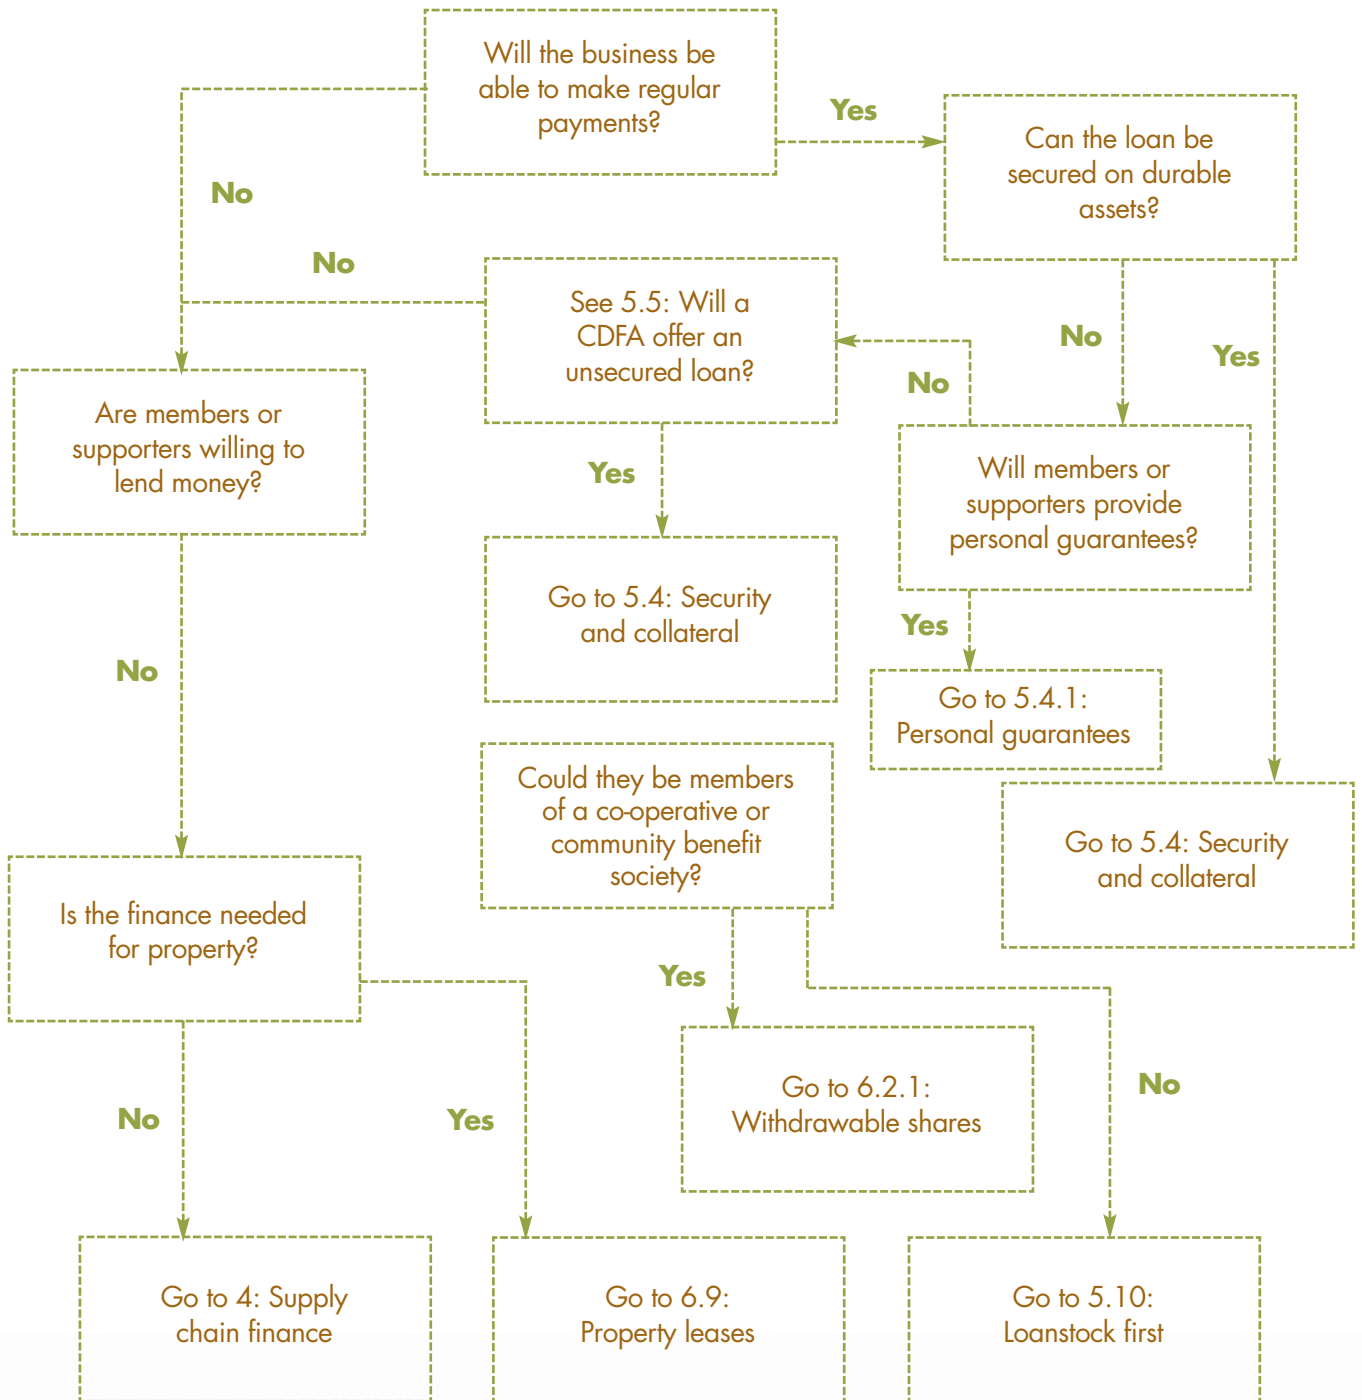 Will the business be
able to make regular
payments?
Yes
Can the loan be
secured on durable
assets?
No
No
See 5.5: Will a
CDFA offer an
unsecured loan?
No
Yes
No
Are members or
supporters willing to
lend money?
Yes
Will members or
supporters provide
personal guarantees?
Go to 5.4: Security
and collateral
Yes
No
Go to 5.4.1:
Personal guarantees
Could they be members
of a co-operative or
community benefit
society?
Go to 5.4: Security
and collateral
Is the finance needed
for property?
Yes
Go to 6.2.1:
Withdrawable shares
No
No
Yes
Go to 4: Supply
chain finance
Go to 6.9:
Property leases
Go to 5.10:
Loanstock first